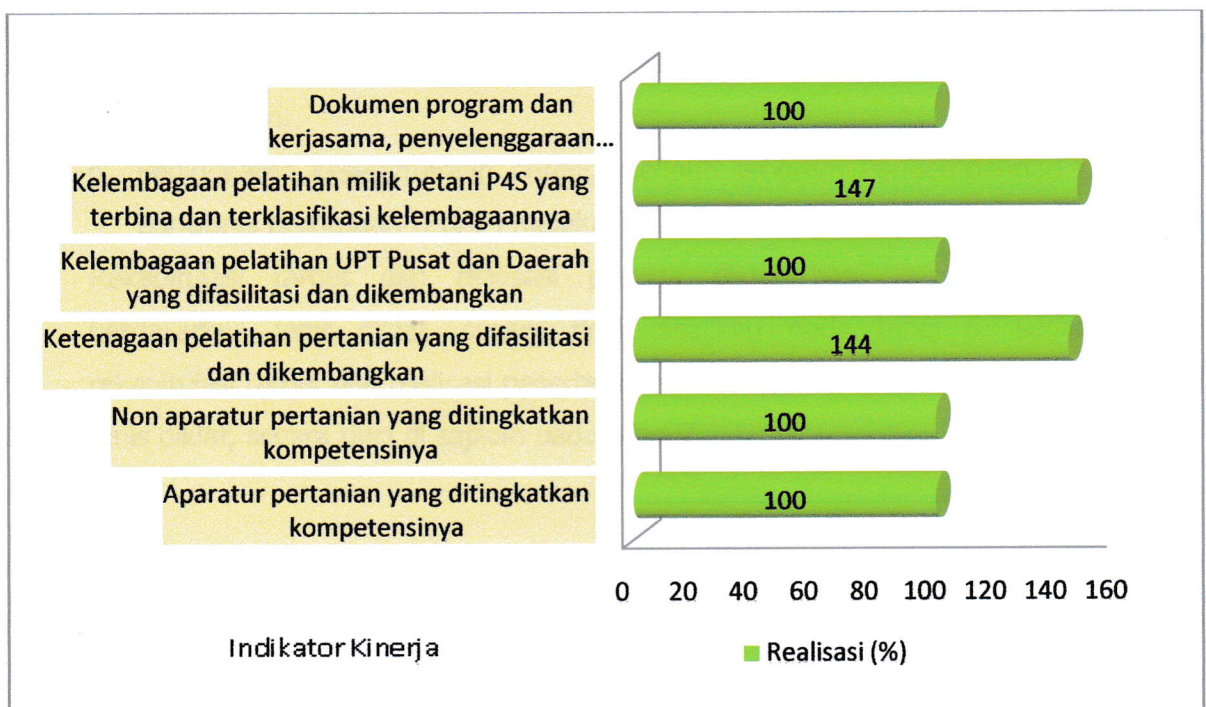 Dokumen program dan
kerjasama, penyelenggaraan...
100
Kelembagaan pelatihan milik petani P4S yang
terbina dan terklasifikasi kelembagaannya
147
Kelembagaan pelatihan UPT Pusat dan Daerah
yang difasilitasi dan dikembangkan
100
Ketenagaan pelatihan pertanian yang difasilitasi
dan dikembangkan
144
Non aparatur pertanian yang ditingkatkan
kompetensinya
100
Aparatur pertanian yang ditingkatkan
kompetensinya
100
0 20 40 60 80 100 120 140 160
Indikator Kinerja
Realisasi (%)